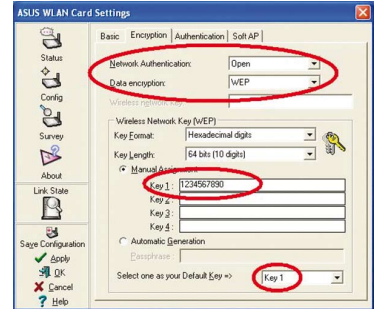 ASUS WLAN Card Settings
Status
Config
Survey
About
Link State
Save Configuration
Apply
OK
Cancel
Help
Basic Encryption Authentication Soft AP
Network Authentication: Open
Data encryption: WEP
Wireless network key
Wireless Network Key (WEP)
Key Format: Hexadecimal digits
Key Length: 64 bits (10 digits)
Manual Assignment
Key 1 : 1234567890
Key 2 :
Key 3 :
Key 4 :
Automatic Generation
Passphrase :
Select one as your Default Key => Key 1